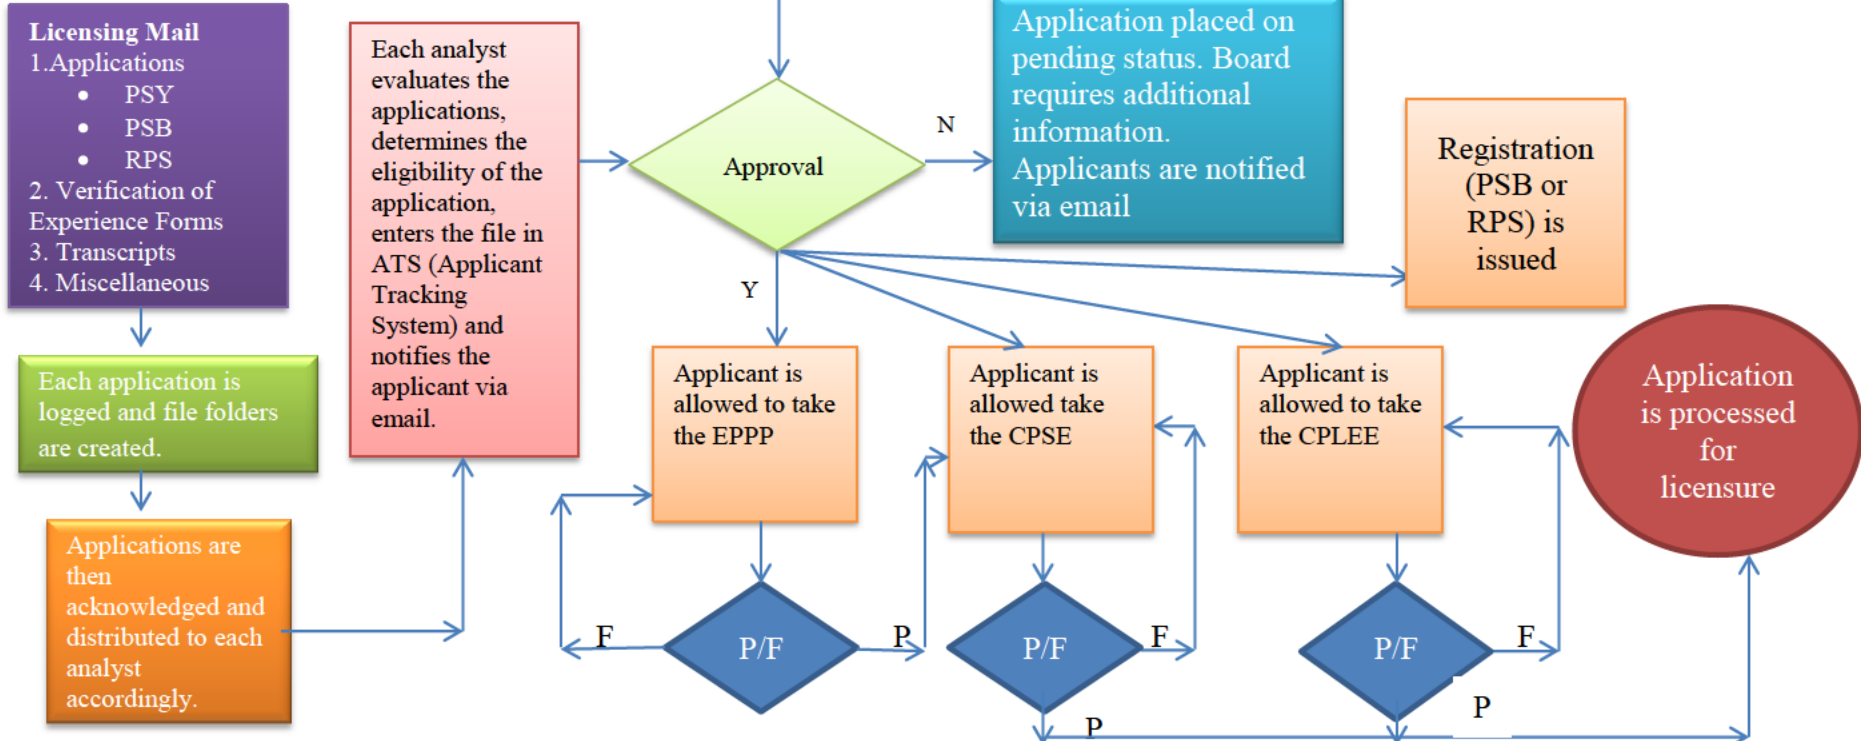 Licensing Mail
1.Applications
• PSY
• PSB
• RPS
2. Verification of
Experience Forms
3. Transcripts
4. Miscellaneous
Each application is
logged and file folders
are created.
Applications are
then
acknowledged and
distributed to each
analyst
accordingly.
Each analyst
evaluates the
applications,
determines the
eligibility of the
application,
enters the file in
ATS (Applicant
Tracking
System) and
notifies the
applicant via
email.
Approval
N
Application placed on
pending status. Board
requires additional
information.
Applicants are notified
via email
Registration
(PSB or
RPS) is
issued
Y
Applicant is
allowed to take
the EPPP
Applicant is
allowed take
the CPSE
Applicant is
allowed to take
the CPLEE
Application
is processed
for
licensure
F
P/F
P
P/F
F
P/F
F
P
P